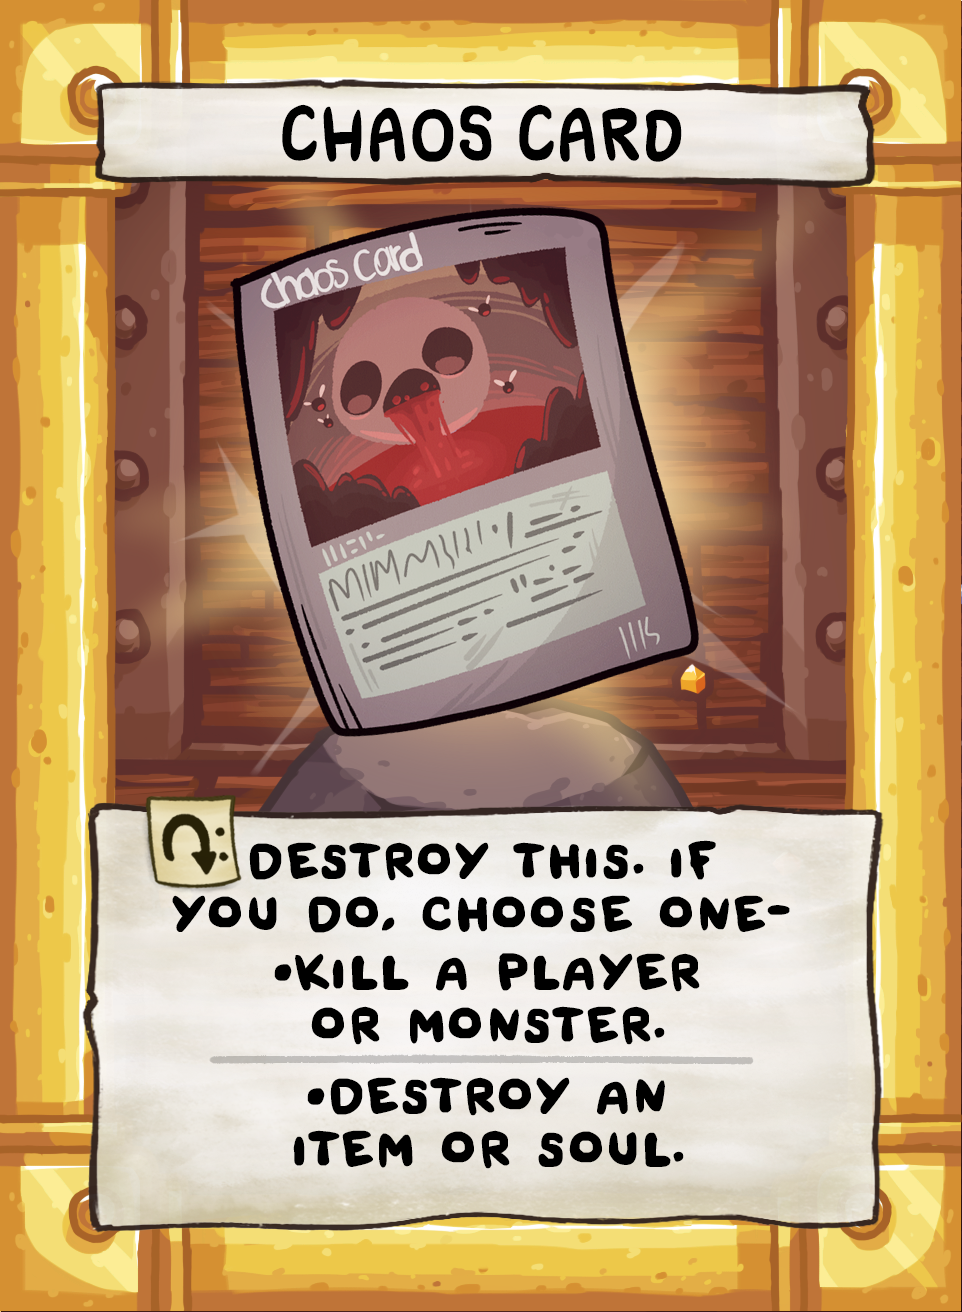 CHAOS CARD
chaos card
DESTROY THIS. IF
YOU DO, CHOOSE ONE-
•KILL A PLAYER
OR MONSTER.
•DESTROY AN
ITEM OR SOUL.